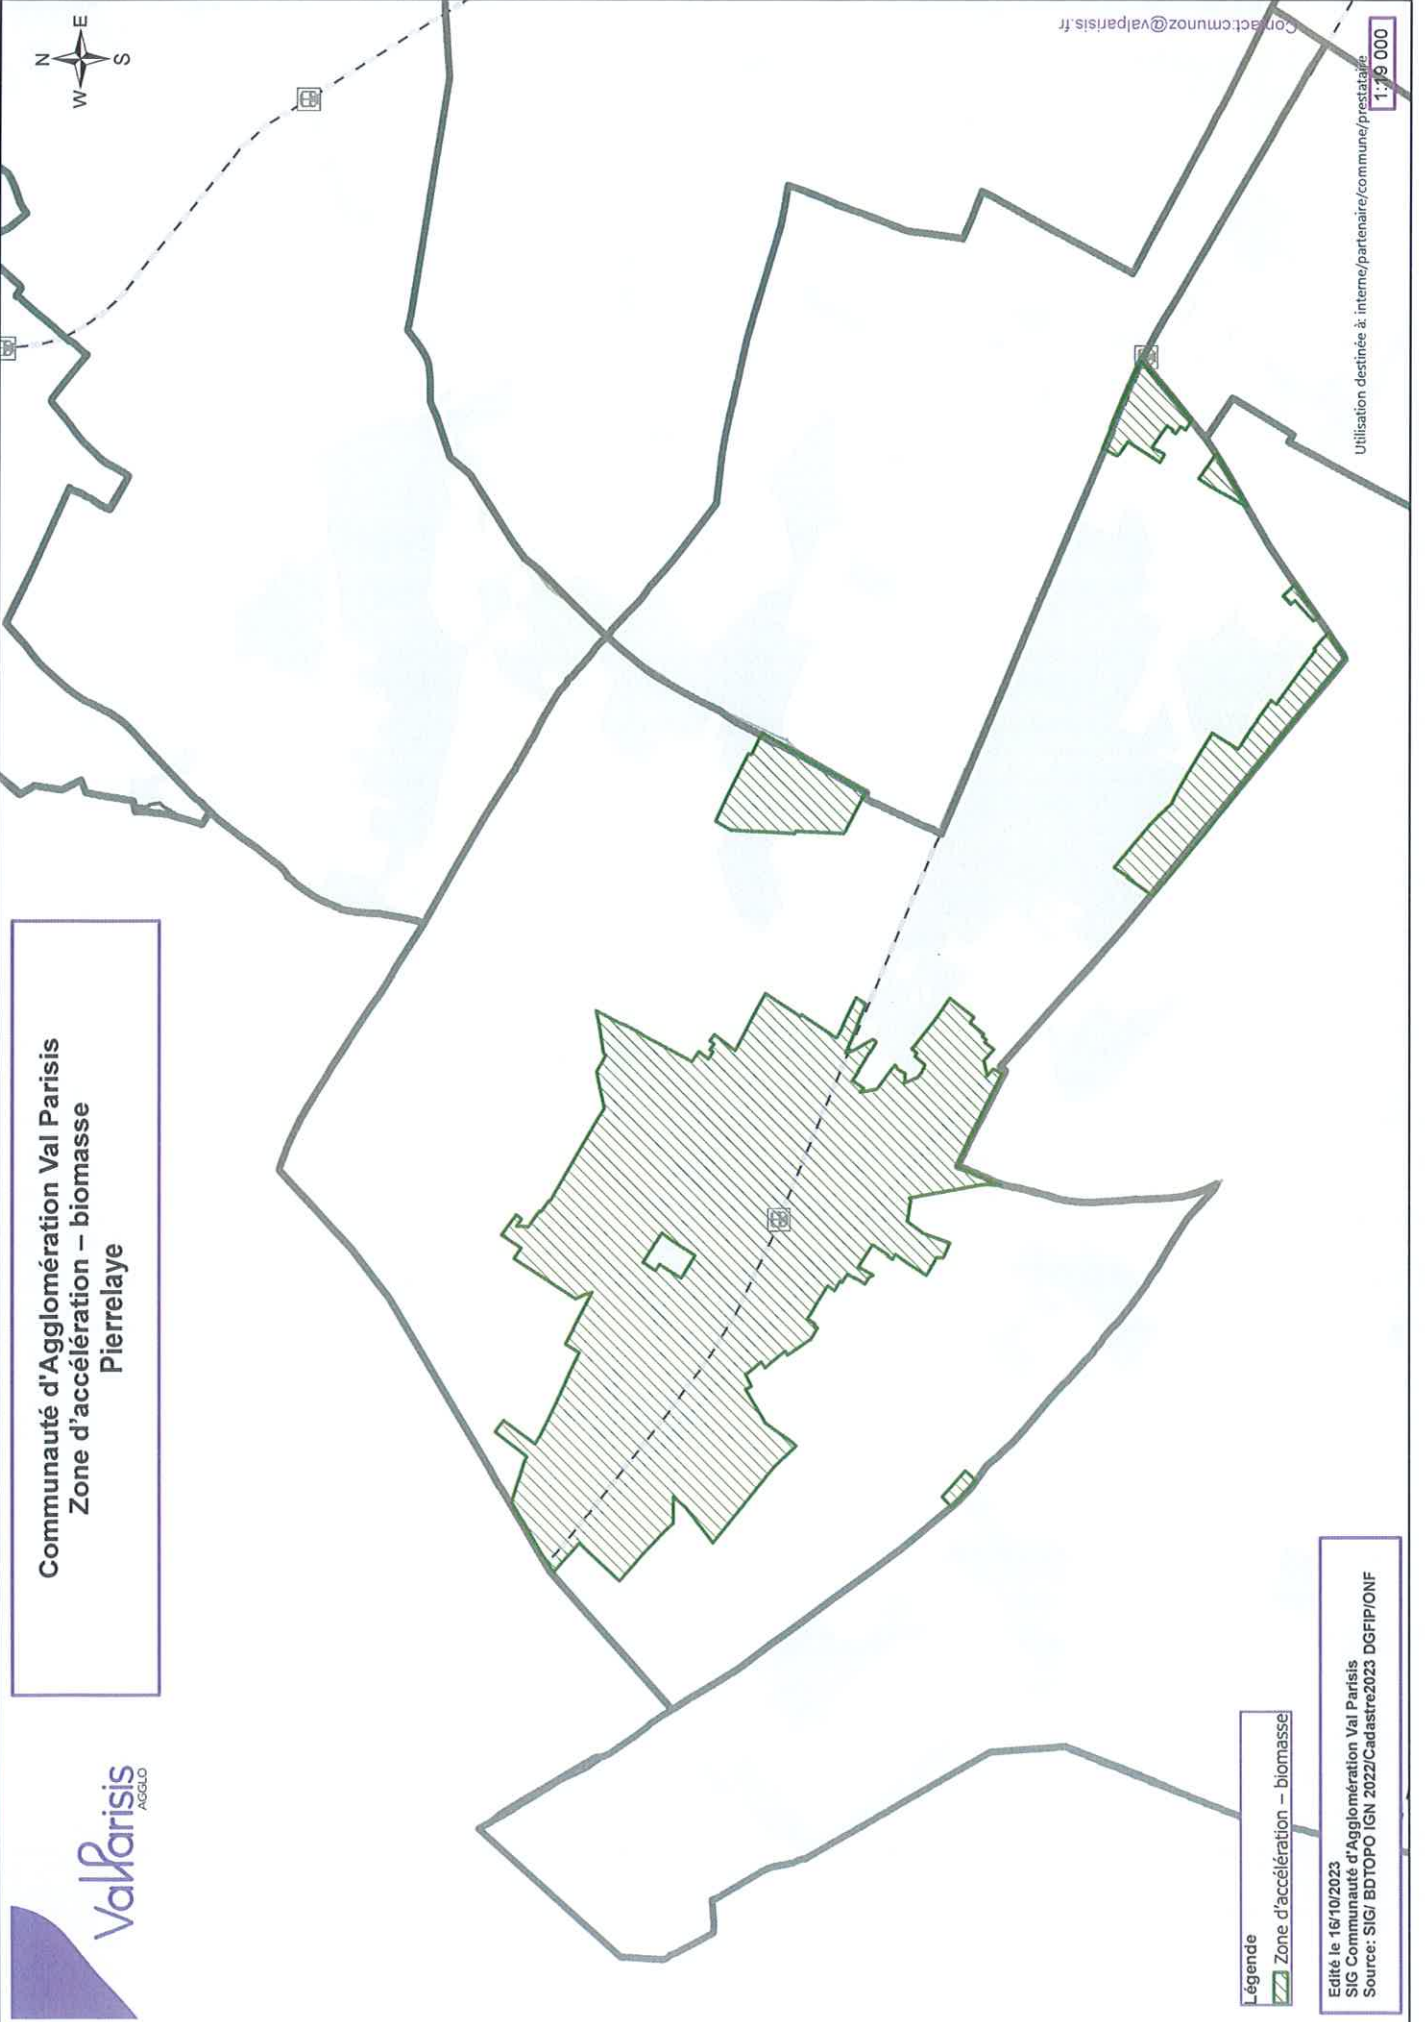 ValParisis
AGGLO
Communauté d'Agglomération Val Parisis
Zone d'accélération – biomasse
Pierrelaye
N
E
S
W
Légende
Zone d'accélération – biomasse
Edité le 16/10/2023
SIG Communauté d'Agglomération Val Parisis
Source: SIG/ BDTOPO IGN 2022/Cadastre2023 DGFIP/ONF
Utilisation destinée à: interne/partenaire/commune/prestataire
1:19 000
Contact:cmunoz@valparisis.fr